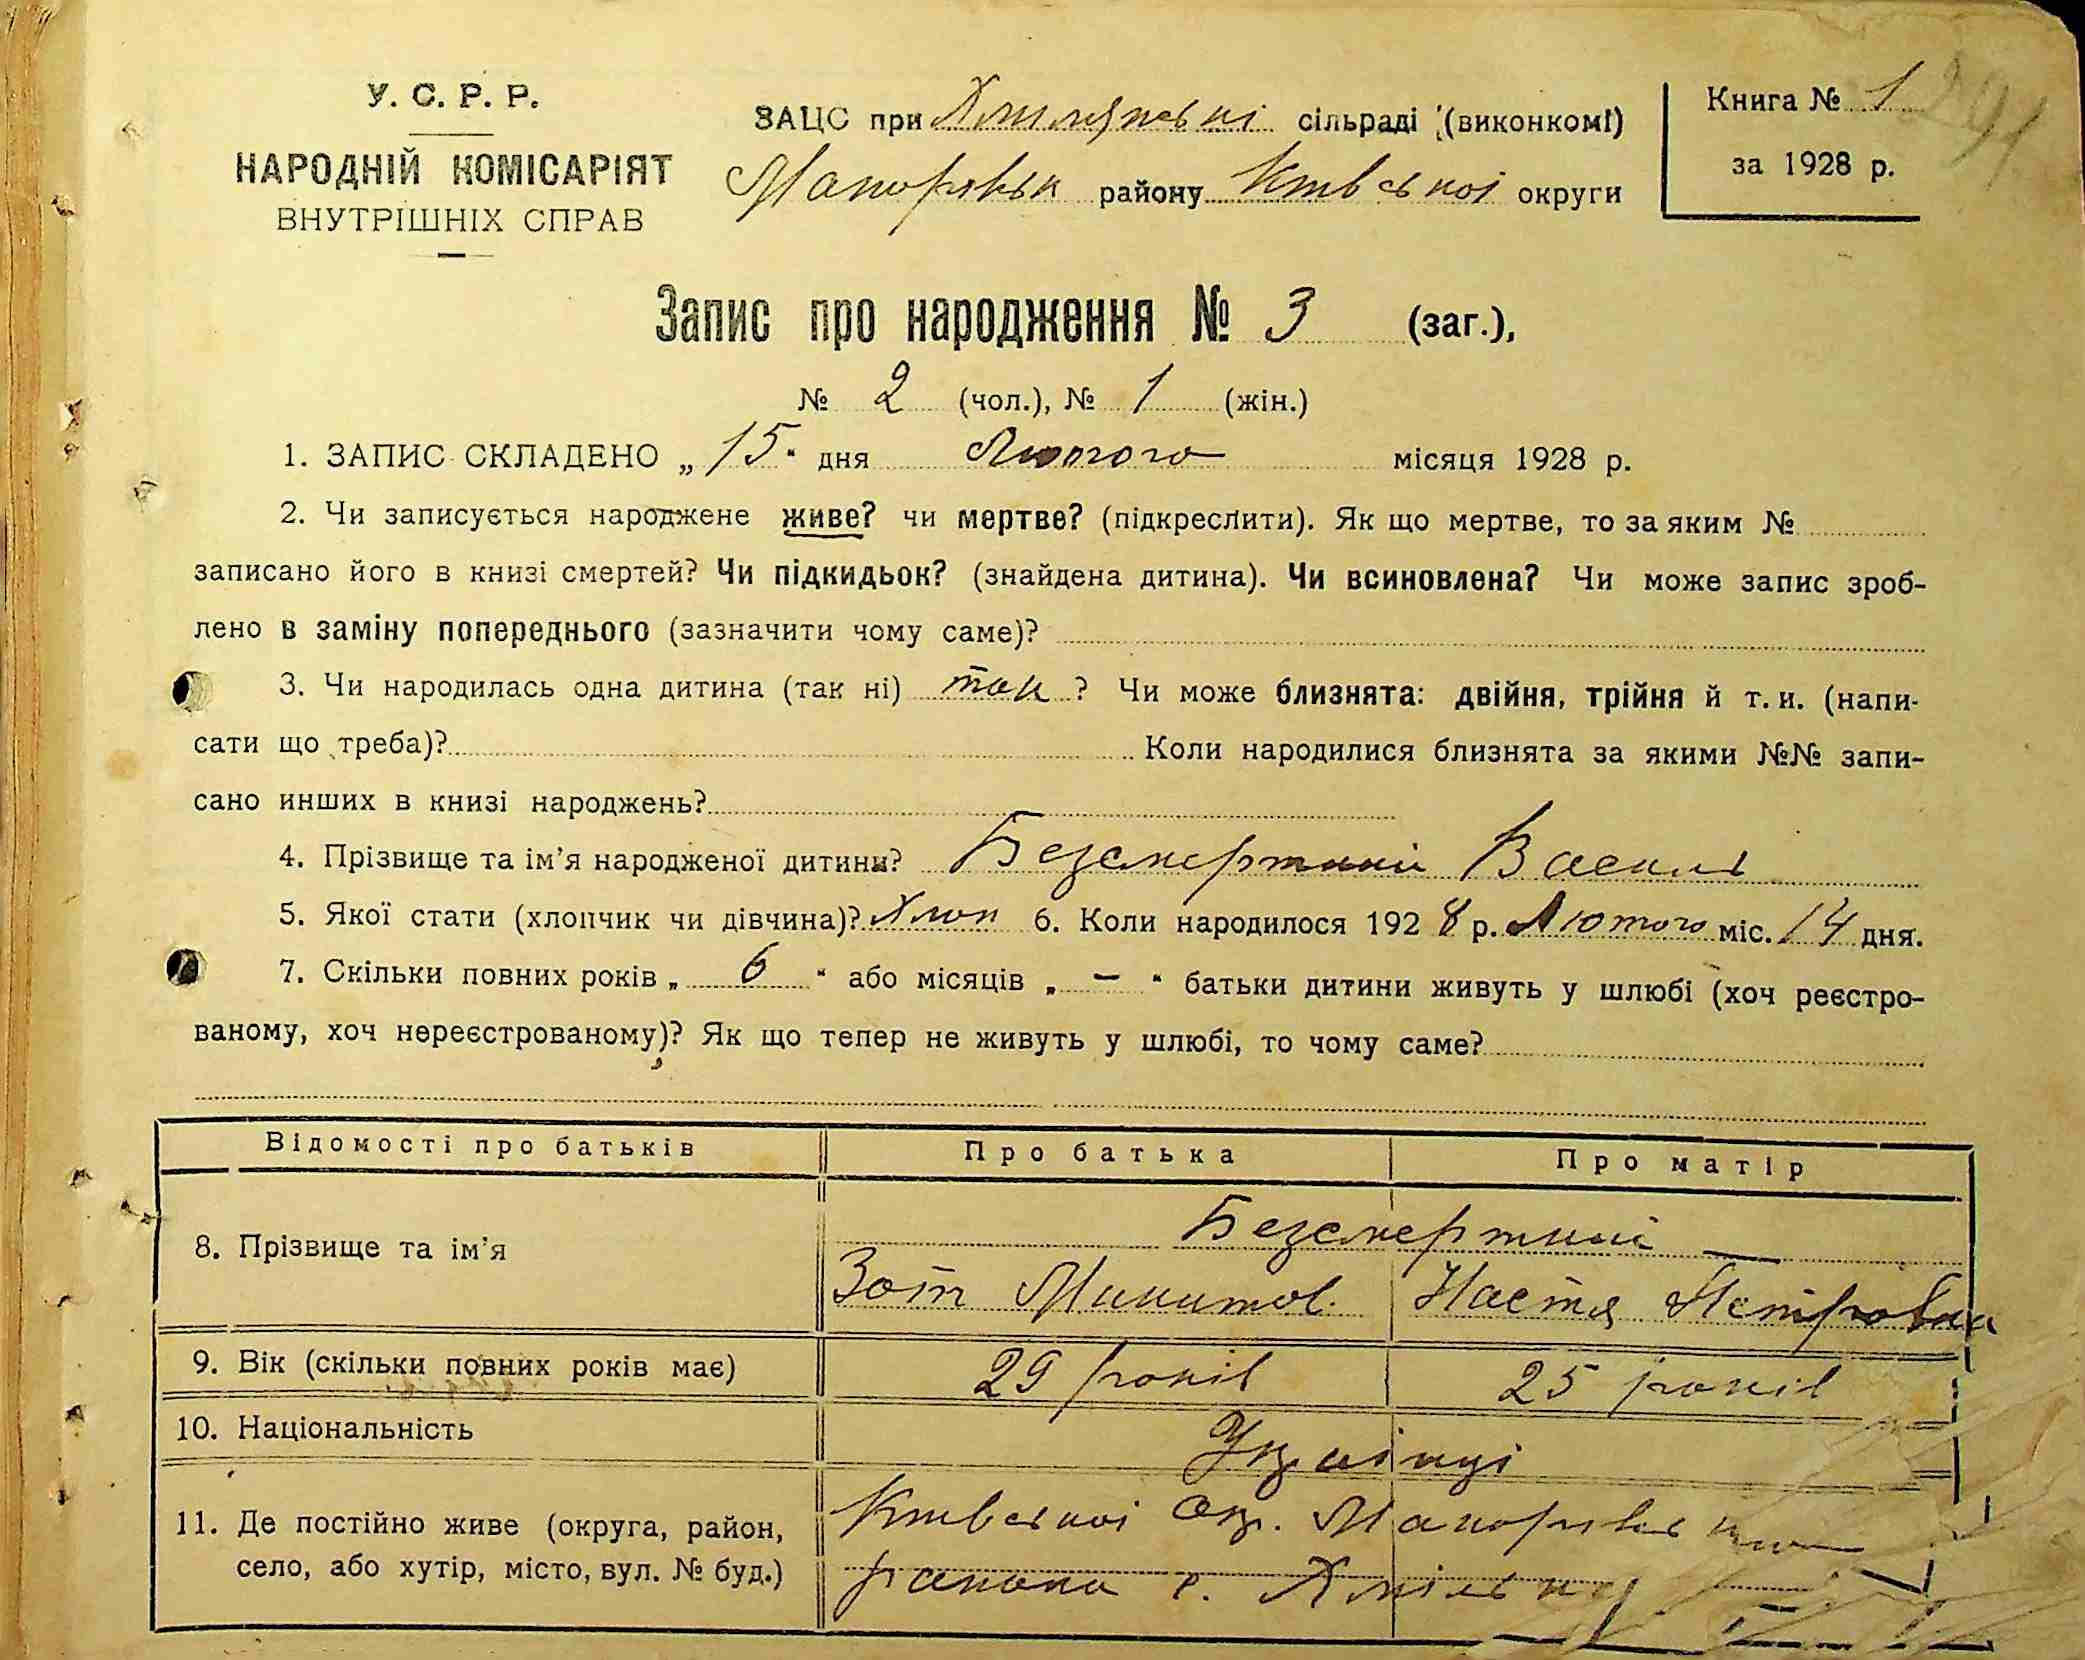 У. С. Р. Р.
НАРОДНІЙ КОМІСАРІЯТ
ВНУТРІШНІХ СПРАВ
ЗАЦС при Хмилянські сільраді (виконкомі)
Макорівськ району Київської округи
Книга № 1
за 1928 р.
Запис про народження № 3 (заг.),
№ 2 (чол.), № 1 (жін.)
1. ЗАПИС СКЛАДЕНО „15“ дня Лютого місяця 1928 р.
2. Чи записується народжене живе? чи мертве? (підкреслити). Як що мертве, то за яким №
записано його в книзі смертей? Чи підкидьок? (знайдена дитина). Чи всиновлена? Чи може запис зроб-
лено в заміну попереднього (зазначити чому саме)?
3. Чи народилась одна дитина (так ні) так? Чи може близнята: двійня, трійня й т. и. (напи-
сати що треба)? Коли народилися близнята за якими №№ запи-
сано инших в книзі народжень?
4. Прізвище та ім’я народженої дитини? Безсмертний Василь
5. Якої стати (хлопчик чи дівчина)? Хлоп 6. Коли народилося 1928 р. Лютого міс. 14 дня.
7. Скільки повних років „ 6 “ або місяців „ — “ батьки дитини живуть у шлюбі (хоч реєстро-
ваному, хоч нереєстрованому)? Як що тепер не живуть у шлюбі, то чому саме?
Відомості про батьків Про батька Про матір
8. Прізвище та ім’я Безсмертний
Зот Микитов. Настя Петровна
9. Вік (скільки повних років має) 29 років 25 років
10. Національність Українці
11. Де постійно живе (округа, район, Київської Окр. Макорівськ
село, або хутір, місто, вул. № буд.) района с.